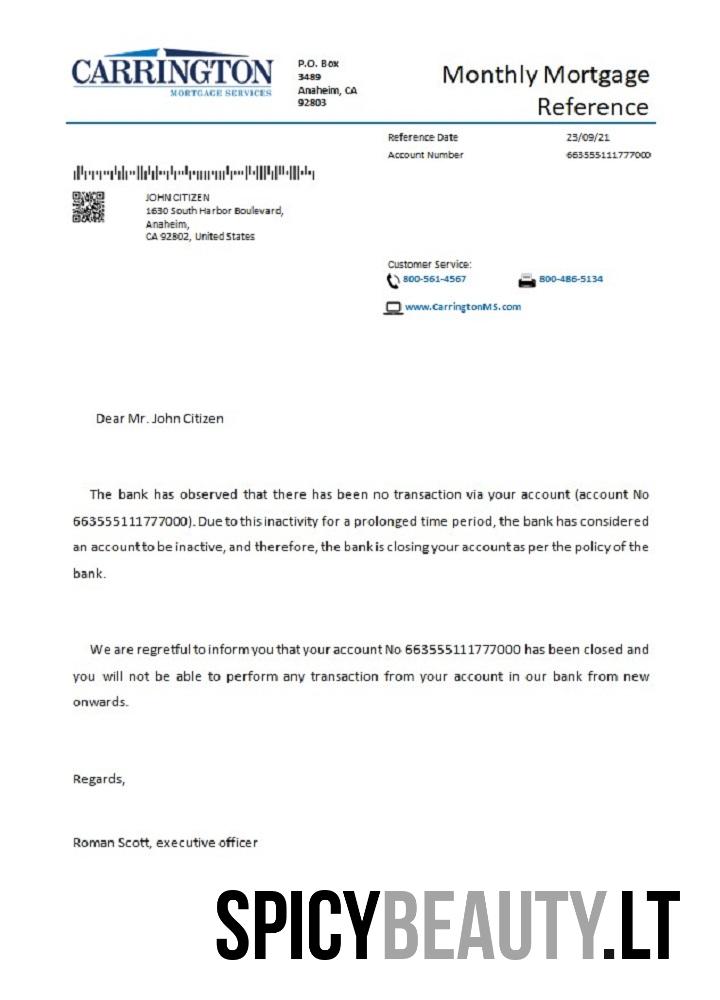 CARRINGTON
MORTGAGE SERVICES
P.O. Box
3489
Anaheim, CA
92803
Monthly Mortgage
Reference
Reference Date 23/09/21
Account Number 663555111777000
JOHN CITIZEN
1630 South Harbor Boulevard,
Anaheim,
CA 92802, United States
Customer Service:
800-561-4567 800-486-5134
www.CarringtonMS.com
Dear Mr. John Citizen
The bank has observed that there has been no transaction via your account (account No
663555111777000). Due to this inactivity for a prolonged time period, the bank has considered
an account to be inactive, and therefore, the bank is closing your account as per the policy of the
bank.
We are regretful to inform you that your account No 663555111777000 has been closed and
you will not be able to perform any transaction from your account in our bank from new
onwards.
Regards,
Roman Scott, executive officer
SPICYBEAUTY.LT